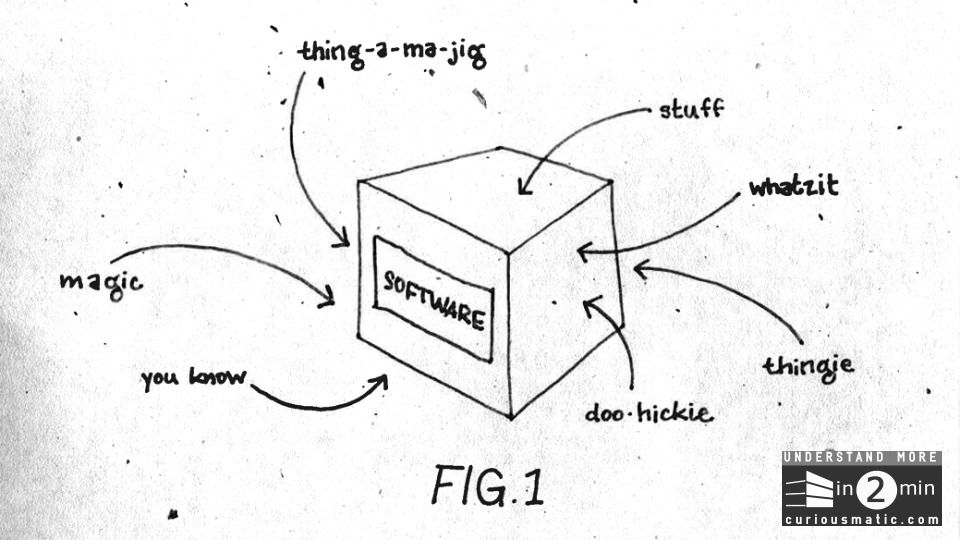 thing-a-ma-jig
stuff
whatzit
magic
SOFTWARE
thingie
you know
doo-hickie
FIG.1
UNDERSTAND MORE
in 2 min
curiousmatic.com